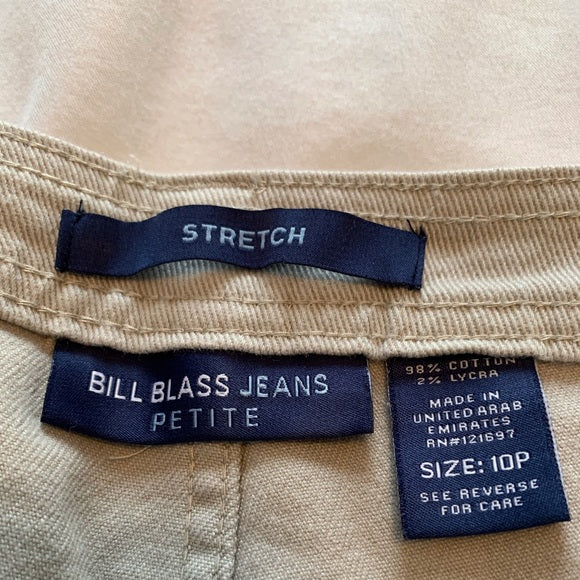 STRETCH
BILL BLASS JEANS
PETITE
98% COTTON
2% LYCRA
MADE IN
UNITED ARAB
EMIRATES
RN#121697
SIZE: 10P
SEE REVERSE
FOR CARE